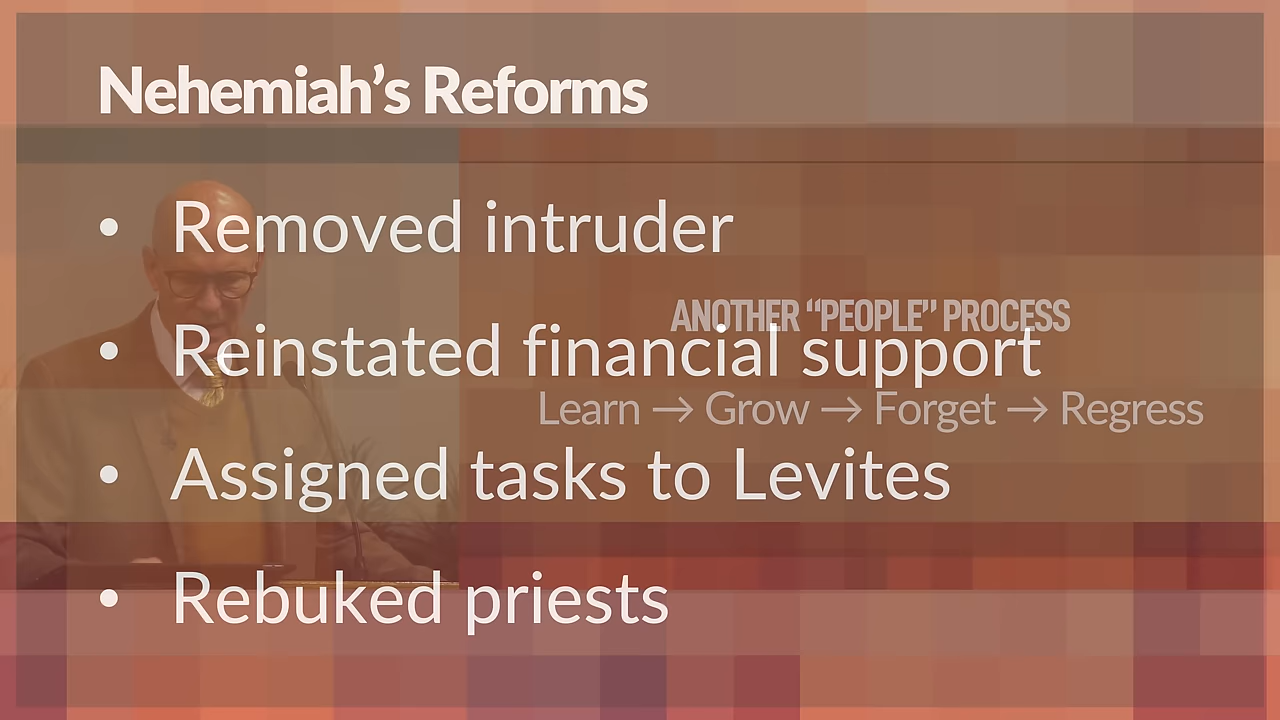 Nehemiah’s Reforms
• Removed intruder
ANOTHER “PEOPLE” PROCESS
• Reinstated financial support
Learn → Grow → Forget → Regress
• Assigned tasks to Levites
• Rebuked priests